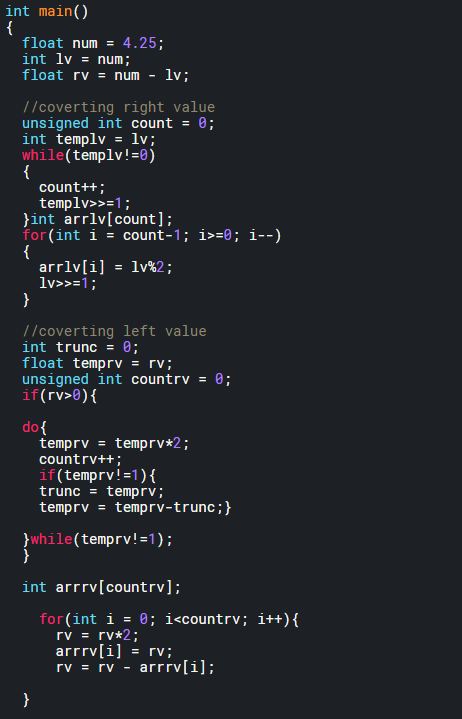 int main()
{
float num = 4.25;
int lv = num;
float rv = num - lv;
//coverting right value
unsigned int count = 0;
int templv = lv;
while(templv!=0)
{
count++;
templv>>=1;
}int arrlv[count];
for(int i = count-1; i>=0; i--)
{
arrlv[i] = lv%2;
lv>>=1;
}
//coverting left value
int trunc = 0;
float temprv = rv;
unsigned int countrv = 0;
if(rv>0){
do{
temprv = temprv*2;
countrv++;
if(temprv!=1){
trunc = temprv;
temprv = temprv-trunc;}
}while(temprv!=1);
}
int arrrv[countrv];
for(int i = 0; i<countrv; i++){
rv = rv*2;
arrrv[i] = rv;
rv = rv - arrrv[i];
}